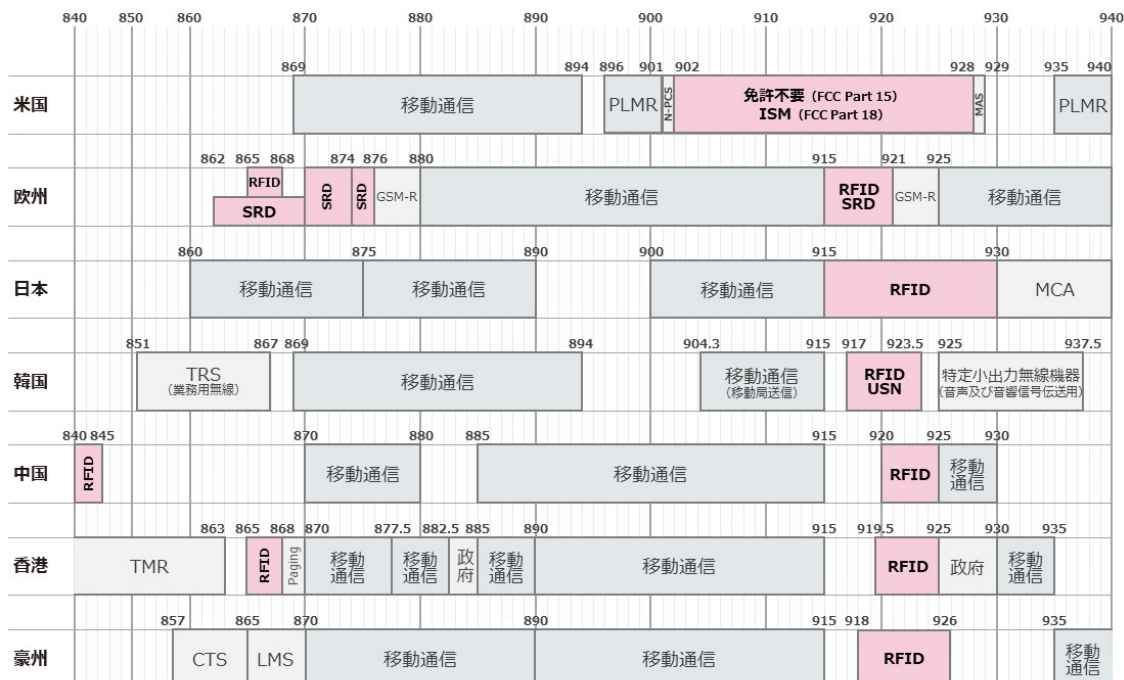 840 850 860 870 880 890 900 910 920 930 940
869 894 896 901 902 928 929 935 940
米国 移動通信 PLMR N-PCS 免許不要 (FCC Part 15) MAS PLMR
ISM (FCC Part 18)
862 865 868 874 876 880 915 921 925
欧州 RFID SRD SRD SRD GSM-R 移動通信 RFID GSM-R 移動通信
SRD
860 875 890 900 915 930
日本 移動通信 移動通信 移動通信 RFID MCA
851 867 869 894 904.3 915 917 923.5 925 937.5
韓国 TRS 移動通信 移動通信 RFID 特定小出力無線機器
(業務用無線) (移動局送信) USN (音声及び音響信号伝送用)
840 845 870 880 885 915 920 925 930
中国 RFID 移動通信 移動通信 RFID 移動
通信
863 865 868 870 877.5 882.5 885 890 915 919.5 925 930 935
香港 TMR RFID Paging 移動 移動 政 移動 移動通信 RFID 政府 移動
通信 通信 府 通信 通信
857 865 870 890 915 918 926 935
豪州 CTS LMS 移動通信 移動通信 RFID 移動
通信